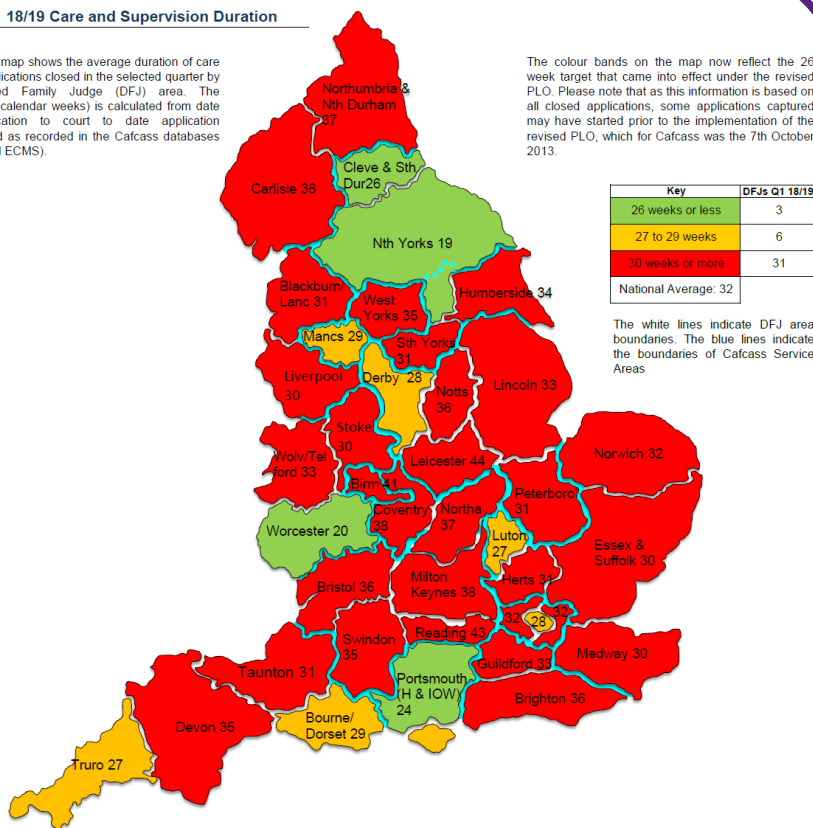 18/19 Care and Supervision Duration
map shows the average duration of care
lications closed in the selected quarter by
ed Family Judge (DFJ) area. The
calendar weeks) is calculated from date
cation to court to date application
d as recorded in the Cafcass databases
ECMS).
The colour bands on the map now reflect the 26
week target that came into effect under the revised
PLO. Please note that as this information is based on
all closed applications, some applications captured
may have started prior to the implementation of the
revised PLO, which for Cafcass was the 7th October
2013.
Key DFJs Q1 18/19
26 weeks or less 3
27 to 29 weeks 6
30 weeks or more 31
National Average: 32
The white lines indicate DFJ area
boundaries. The blue lines indicate
the boundaries of Cafcass Service
Areas
Northumbria &
Nth Durham
37
Carlisle 36
Cleve & Sth
Dur26
Nth Yorks 19
Blackburn/
Lanc 31
West
Yorks 35
Humberside 34
Mancs 29
Sth Yorks
31
Liverpool
30
Derby 28
Notts
36
Lincoln 33
Stoke
30
Wolv/Tel
ford 33
Leicester 44
Norwich 32
Birm 41
Peterboro
31
Worcester 20
Coventry
38
Northa
37
Luton
27
Essex &
Suffolk 30
Bristol 36
Milton
Keynes 38
Herts 31
32
28
32
Swindon
35
Reading 43
Guildford 33
Medway 30
Taunton 31
Portsmouth
(H & IOW)
24
Brighton 36
Devon 35
Bourne/
Dorset 29
Truro 27